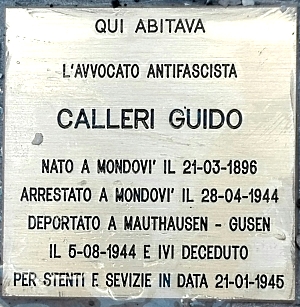 QUI ABITAVA
L'AVVOCATO ANTIFASCISTA
CALLERI GUIDO
NATO A MONDOVI' IL 21-03-1896
ARRESTATO A MONDOVI' IL 28-04-1944
DEPORTATO A MAUTHAUSEN - GUSEN
IL 5-08-1944 E IVI DECEDUTO
PER STENTI E SEVIZIE IN DATA 21-01-1945